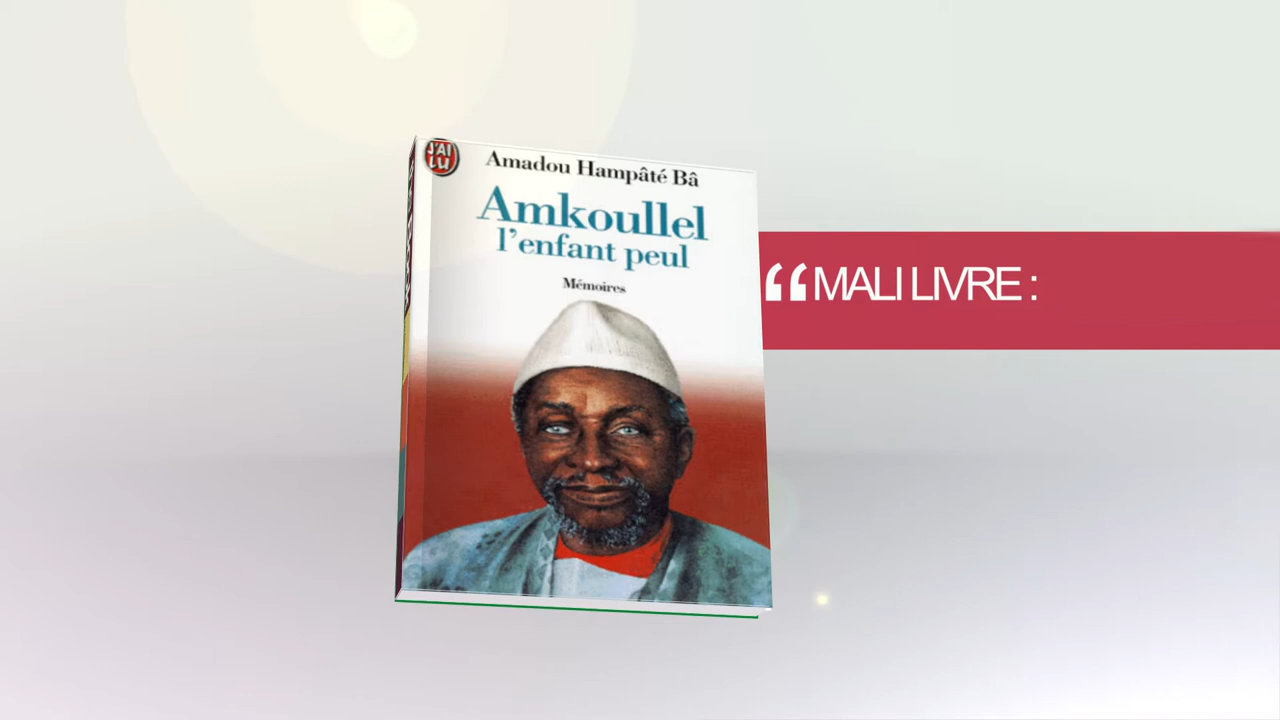 J'AI
LU
Amadou Hampâté Bâ
Amkoullel
l'enfant peul
Mémoires
“MALI LIVRE :